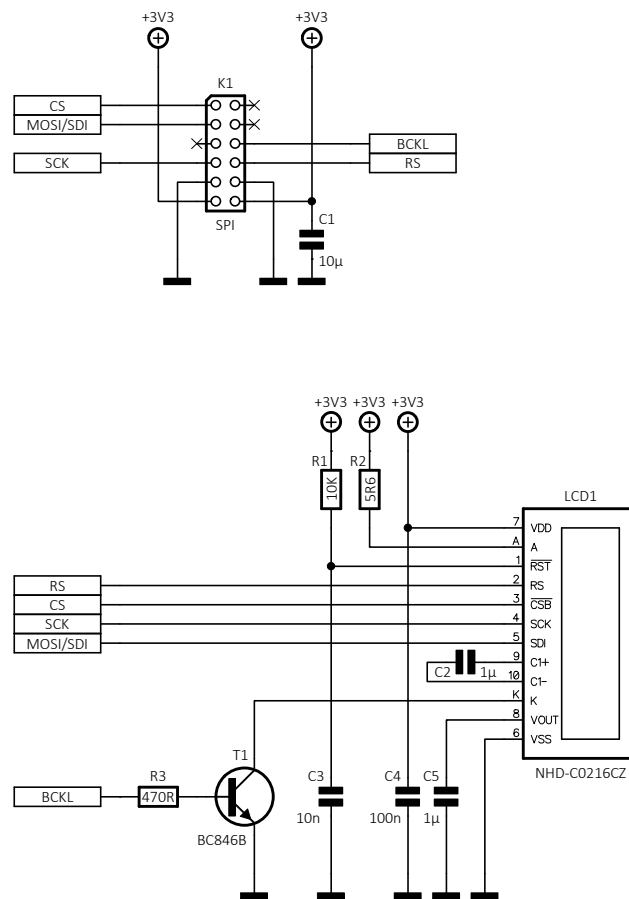 +3V3 +3V3
K1
CS
MOSI/SDI
BCKL
SCK RS
SPI
C1
10µ
+3V3 +3V3 +3V3
R1 R2
10K 5R6
LCD1
7 VDD
A A
1 RST
RS 2 RS
CS 3 CSB
SCK 4 SCK
MOSI/SDI 5 SDI
9 C1+
C2 1µ
10 C1-
K K
8 VOUT
6 VSS
T1
NHD-C0216CZ
R3 C3 C4 C5
BCKL 470R
10n 100n 1µ
BC846B